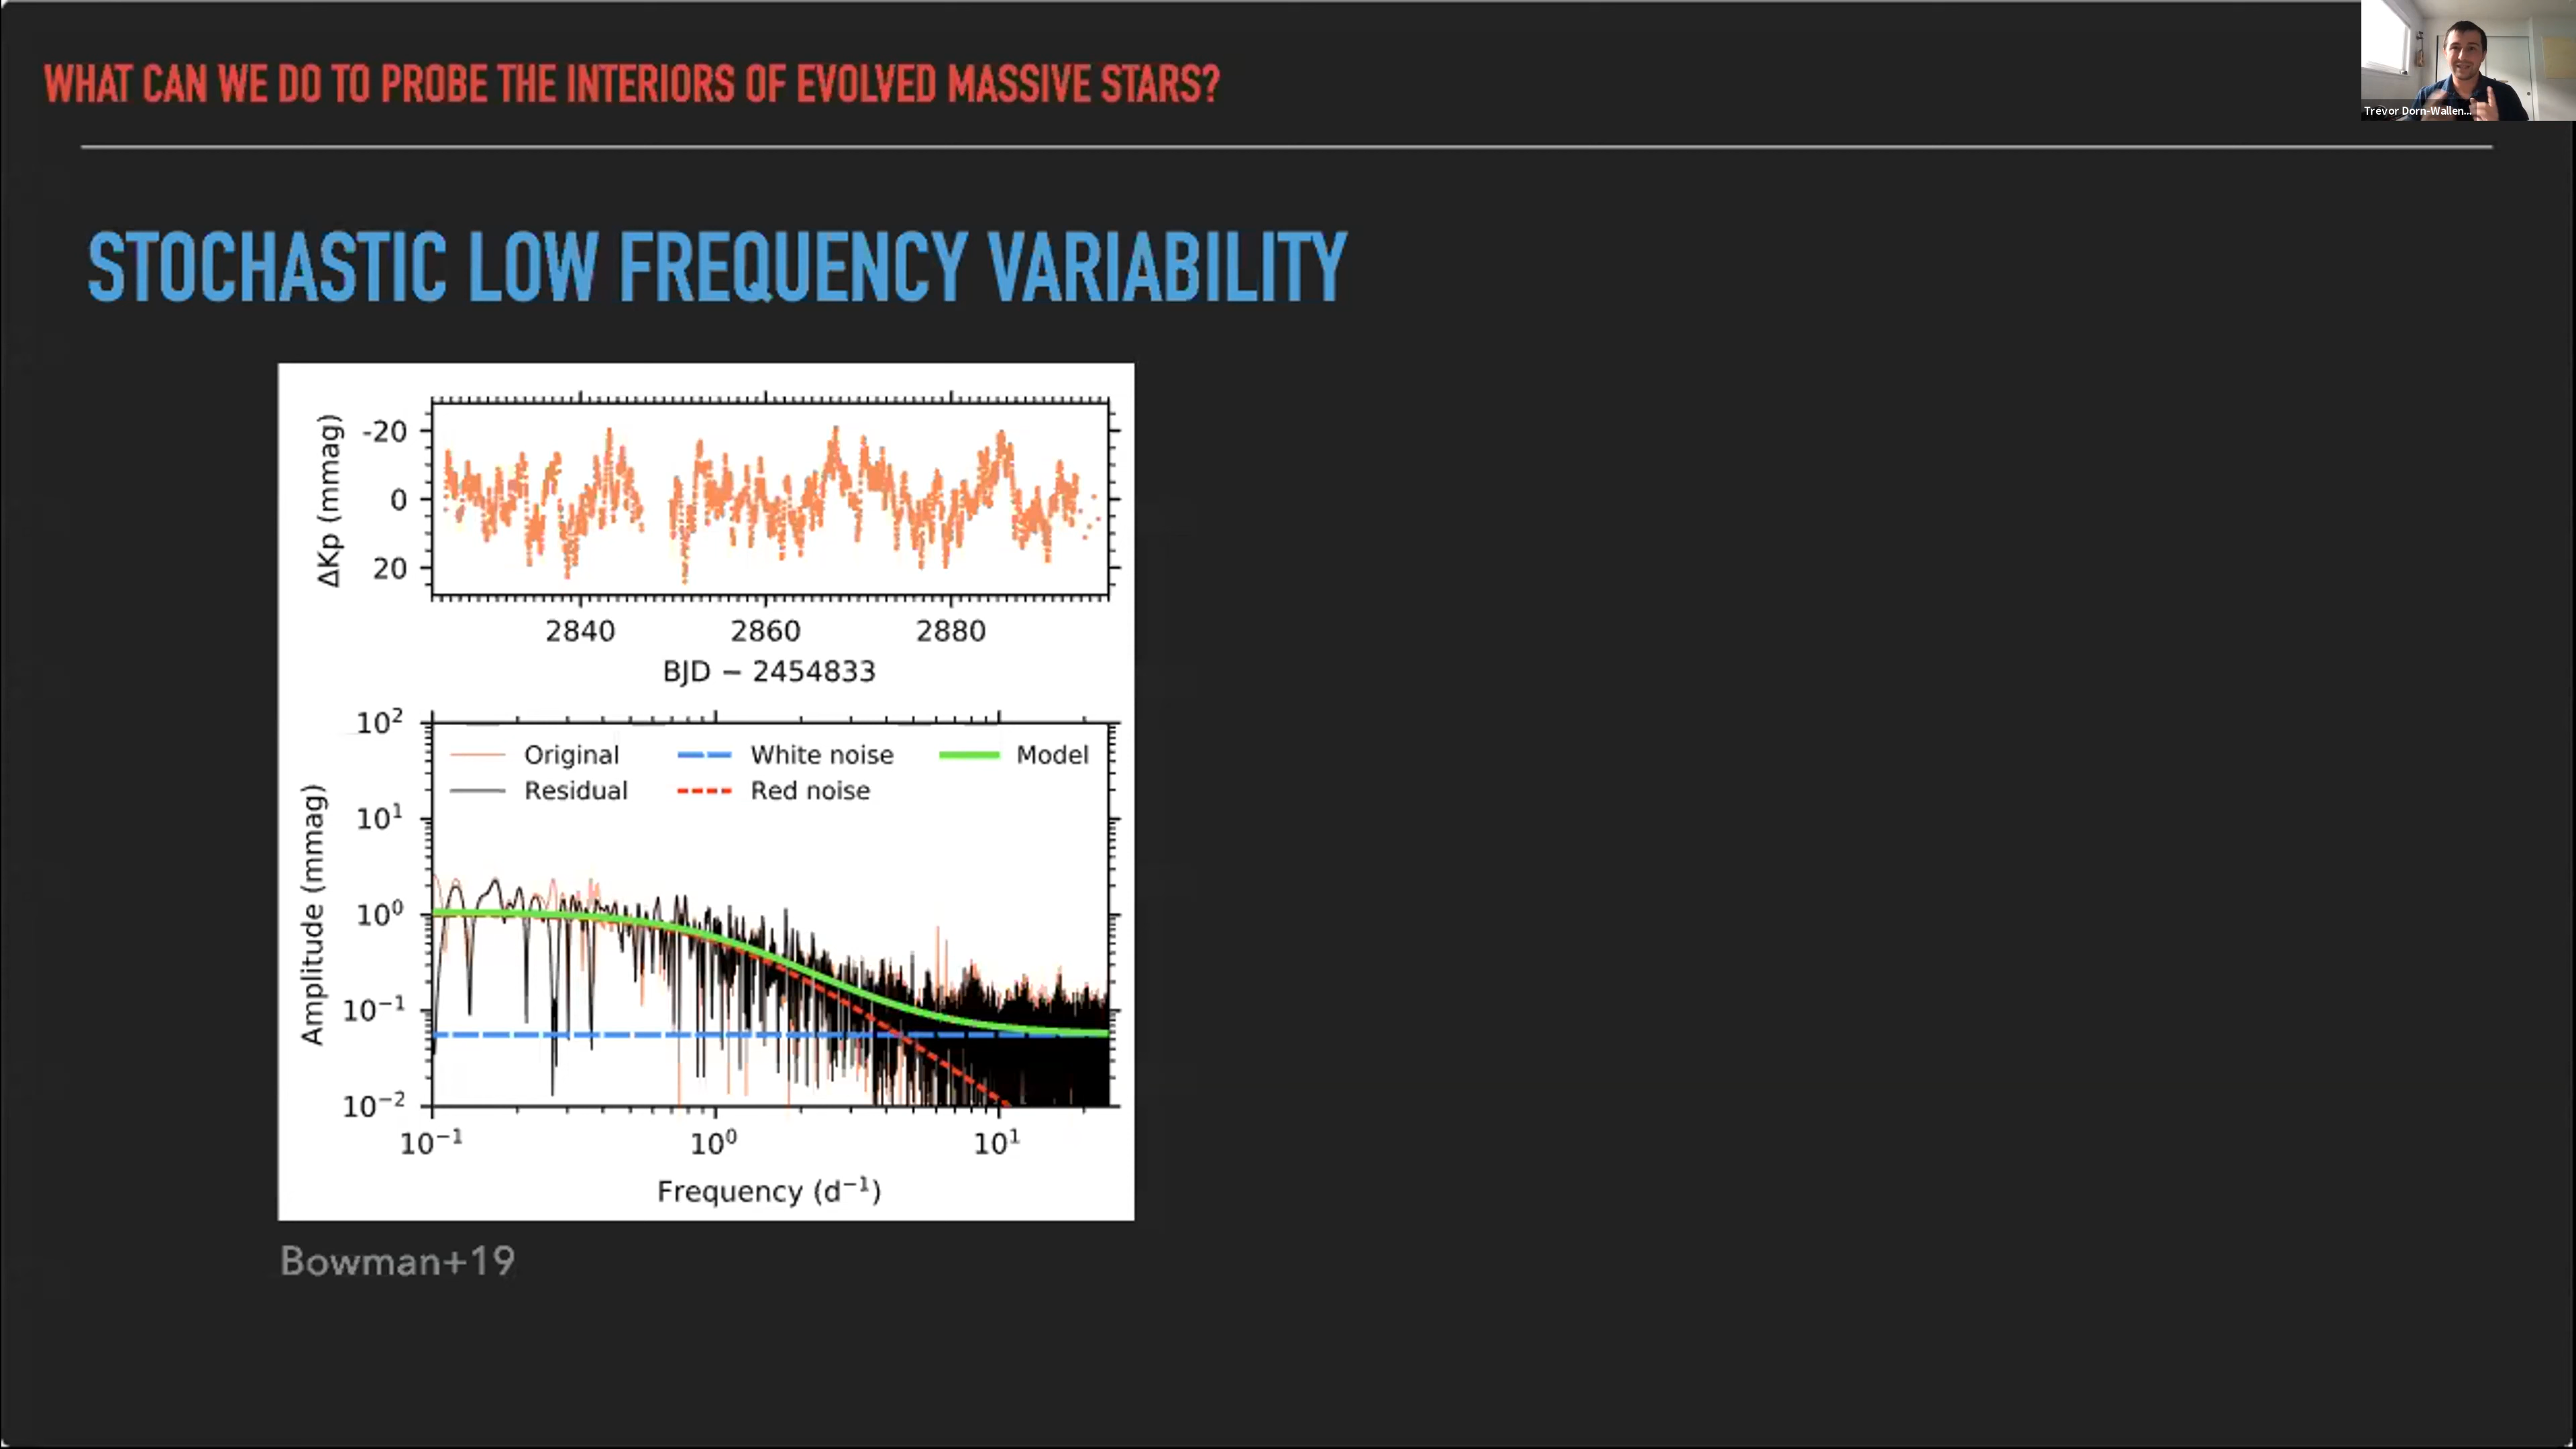 WHAT CAN WE DO TO PROBE THE INTERIORS OF EVOLVED MASSIVE STARS?
Trevor Dorn-Wallen...
STOCHASTIC LOW FREQUENCY VARIABILITY
ΔKp (mmag)
-20
0
20
2840 2860 2880
BJD − 2454833
Amplitude (mmag)
10²
Original White noise Model
Residual Red noise
10¹
10⁰
10⁻¹
10⁻²
10⁻¹ 10⁰ 10¹
Frequency (d⁻¹)
Bowman+19